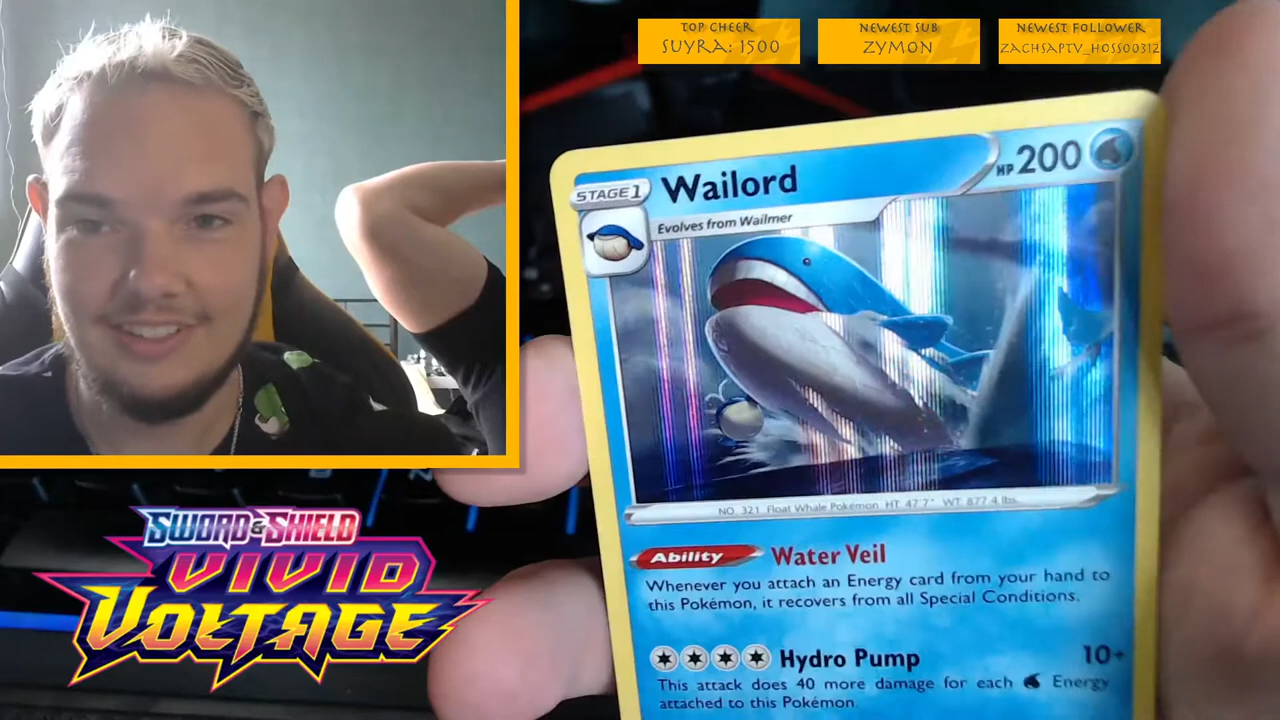 TOP CHEER
SUYRA: 1500
NEWEST SUB
ZYMON
NEWEST FOLLOWER
ZACHSAPTV_HOSS00312
STAGE 1
Wailord
HP 200
Evolves from Wailmer
NO. 321 Float Whale Pokémon HT: 47'7" WT: 877.4 lbs.
Ability Water Veil
Whenever you attach an Energy card from your hand to
this Pokémon, it recovers from all Special Conditions.
Hydro Pump 10+
This attack does 40 more damage for each Energy
attached to this Pokémon.
SWORD & SHIELD
VIVID
VOLTAGE